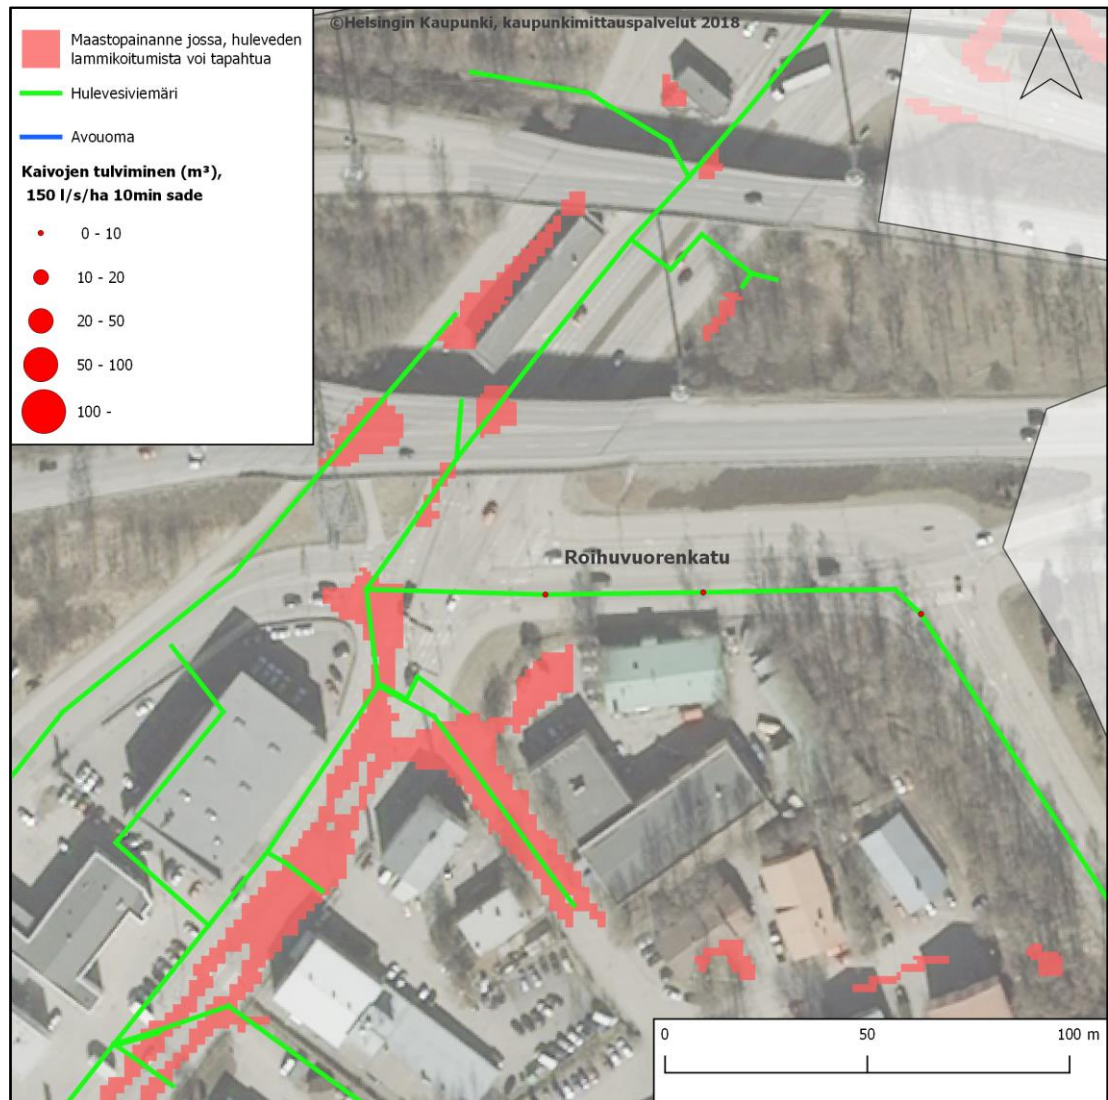 ©Helsingin Kaupunki, kaupunkimittauspalvelut 2018
Maastopainanne jossa, huleveden
lammikoitumista voi tapahtua
Hulevesiviemäri
Avouoma
Kaivojen tulviminen (m³),
150 l/s/ha 10min sade
0 - 10
10 - 20
20 - 50
50 - 100
100 -
Roihuvuorenkatu
0 50 100 m